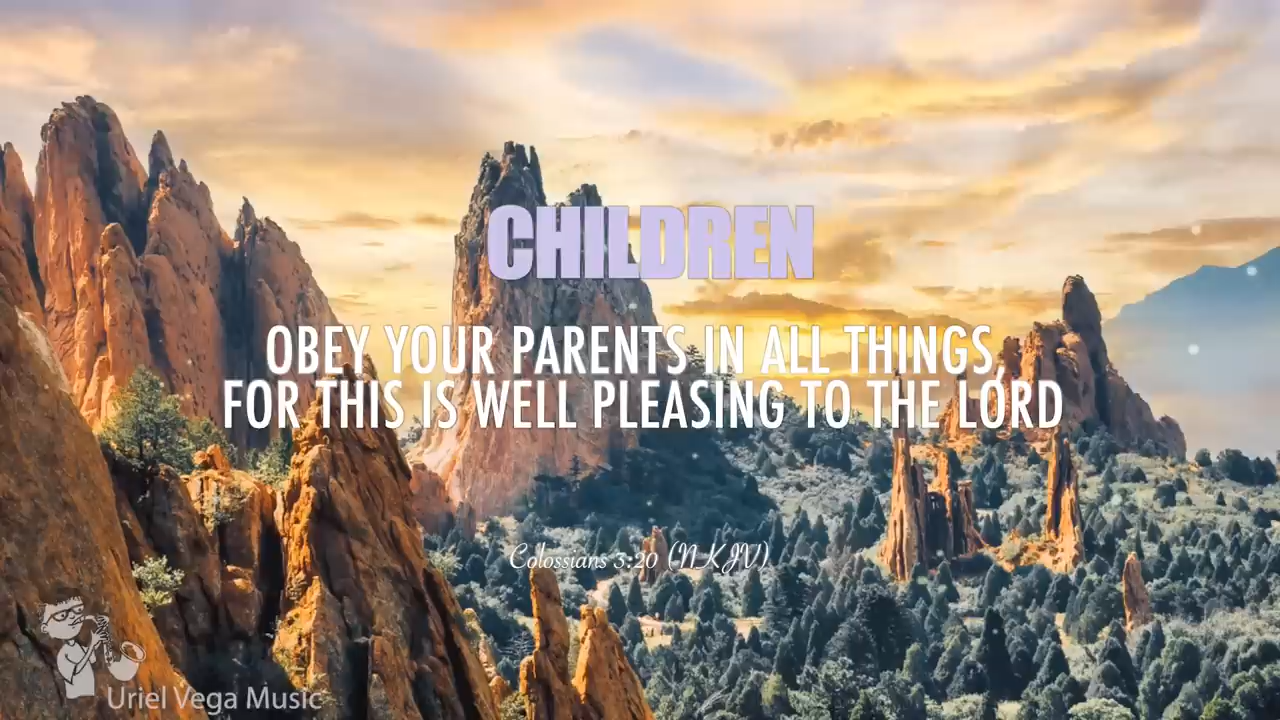 CHILDREN
OBEY YOUR PARENTS IN ALL THINGS,
FOR THIS IS WELL PLEASING TO THE LORD
Colossians 3:20 (NKJV)
Uriel Vega Music